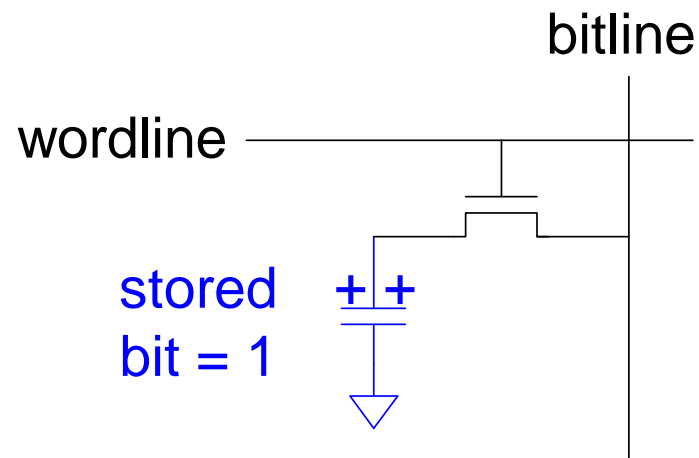 bitline
wordline
stored + +
bit = 1